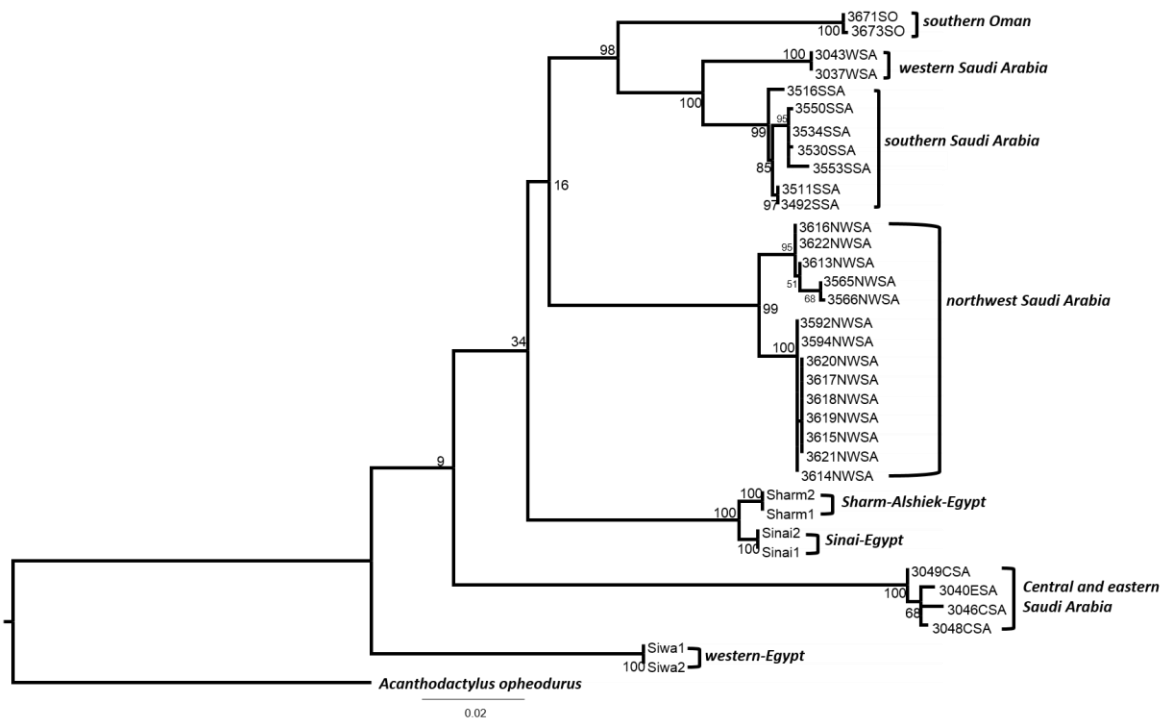 3671SO
100 3673SO
southern Oman
98
100 3043WSA
3037WSA
western Saudi Arabia
100
3516SSA
95 3550SSA
99 3534SSA
3530SSA
85 3553SSA
3511SSA
97 3492SSA
southern Saudi Arabia
16
3616NWSA
95 3622NWSA
3613NWSA
51 3565NWSA
68 3566NWSA
99
3592NWSA
100 3594NWSA
3620NWSA
3617NWSA
3618NWSA
3619NWSA
3615NWSA
3621NWSA
3614NWSA
northwest Saudi Arabia
34
100 Sharm2
100 Sharm1
Sharm-Alshiek-Egypt
Sinai2
100 Sinai1
Sinai-Egypt
9
3049CSA
100 3040ESA
68 3046CSA
3048CSA
Central and eastern
Saudi Arabia
Siwa1
100 Siwa2
western-Egypt
Acanthodactylus opheodurus
0.02